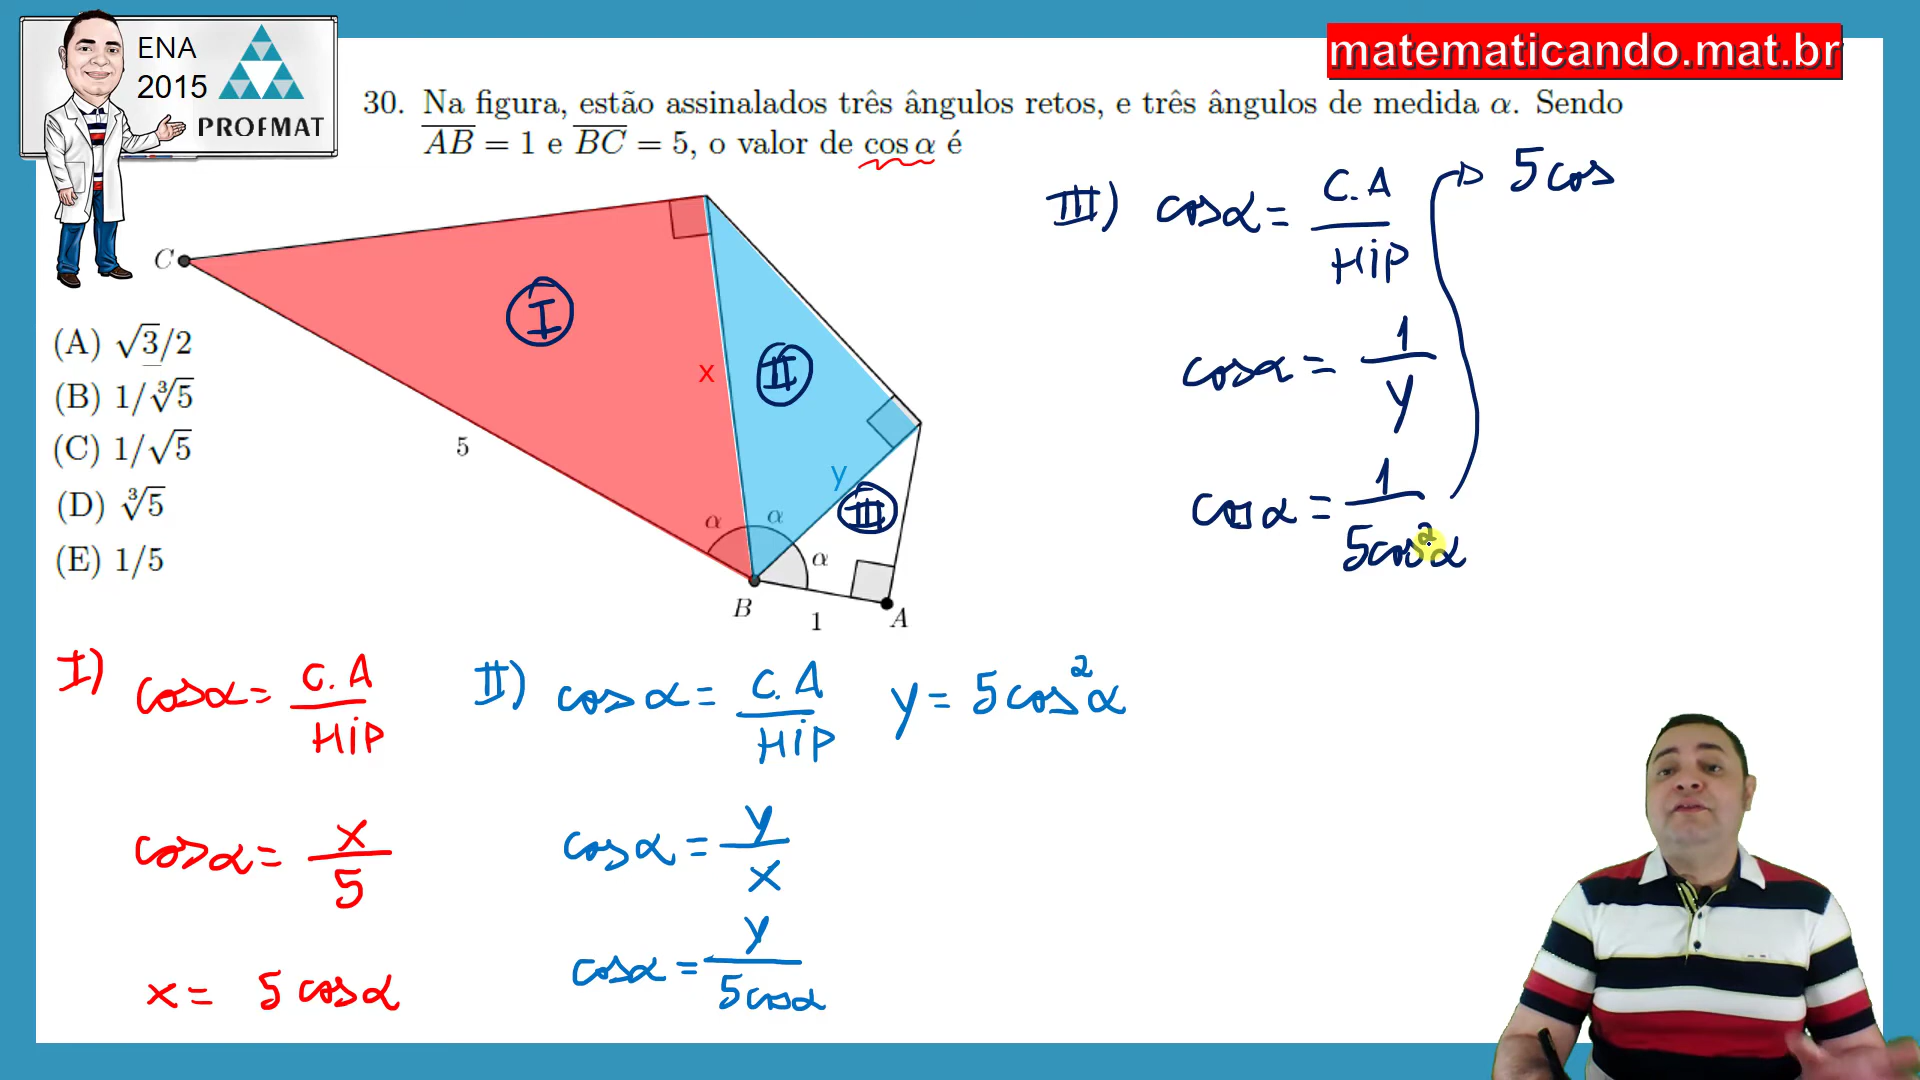 ENA
2015
PROFMAT
matematicando.mat.br
30. Na figura, estão assinalados três ângulos retos, e três ângulos de medida α. Sendo
AB = 1 e BC = 5, o valor de cos α é
(A) √3/2
(B) 1/∛5
(C) 1/√5
(D) ∛5
(E) 1/5
C
I
II
III
x
y
5
α
α
α
B
1
A
III) cosα = C.A / HiP
cosα = 1 / y
cosα = 1 / 5cos²α
5cos
I) cosα = C.A / HiP
cosα = x / 5
x = 5 cosα
II) cosα = C.A / HiP
cosα = y / x
cosα = y / 5cosα
y = 5cos²α